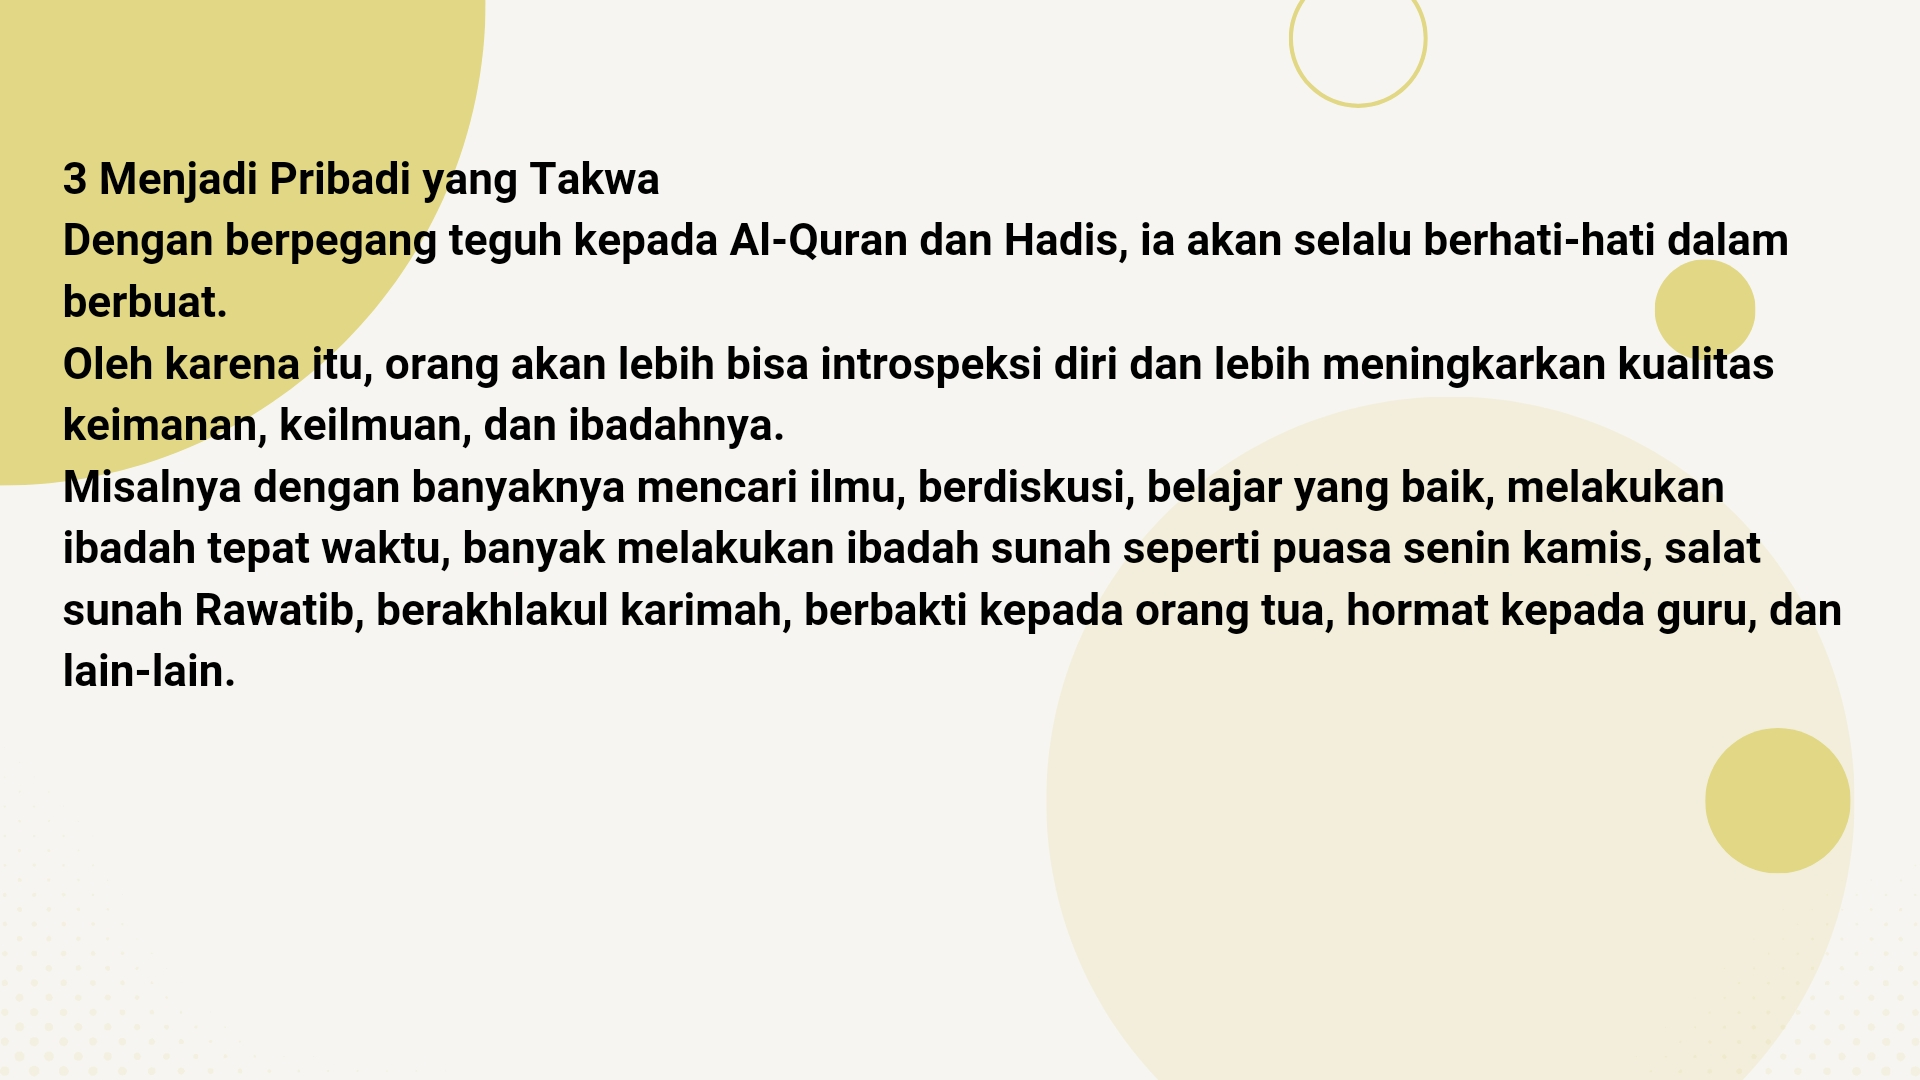 3 Menjadi Pribadi yang Takwa
Dengan berpegang teguh kepada Al-Quran dan Hadis, ia akan selalu berhati-hati dalam
berbuat.
Oleh karena itu, orang akan lebih bisa introspeksi diri dan lebih meningkarkan kualitas
keimanan, keilmuan, dan ibadahnya.
Misalnya dengan banyaknya mencari ilmu, berdiskusi, belajar yang baik, melakukan
ibadah tepat waktu, banyak melakukan ibadah sunah seperti puasa senin kamis, salat
sunah Rawatib, berakhlakul karimah, berbakti kepada orang tua, hormat kepada guru, dan
lain-lain.